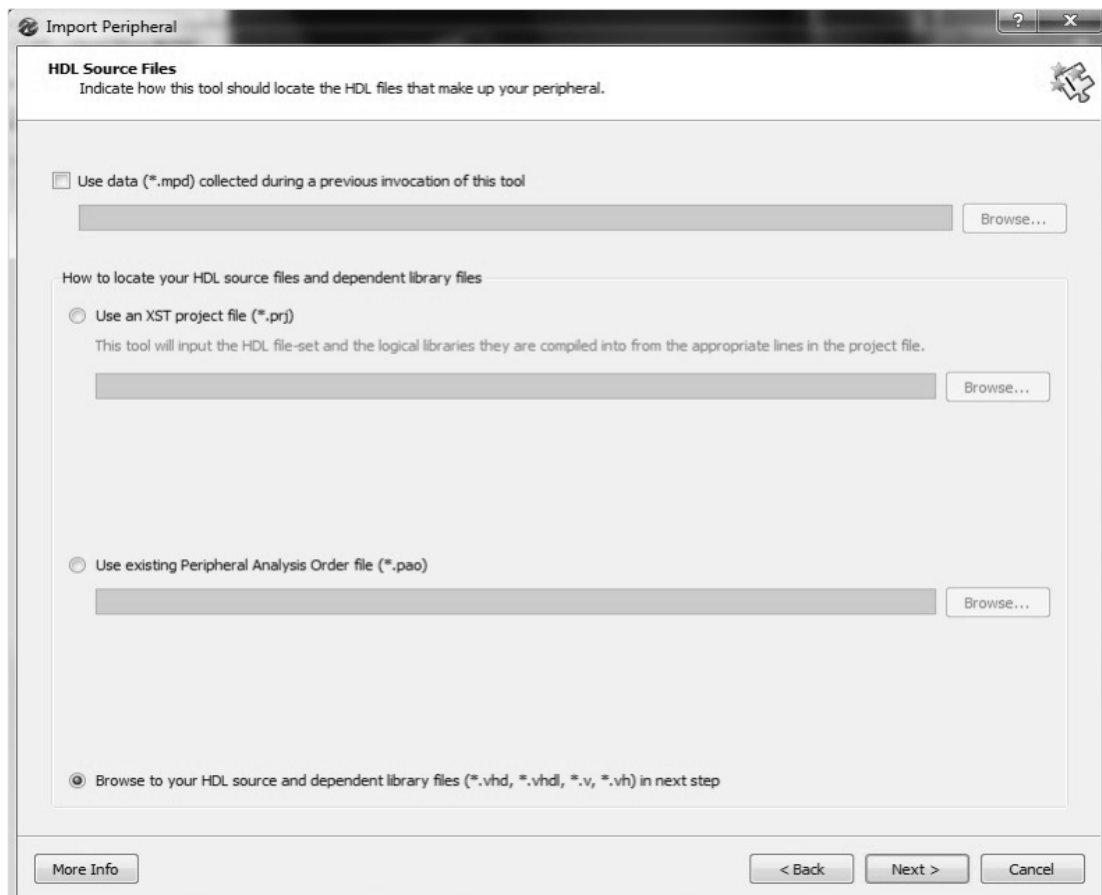 Import Peripheral
? X
HDL Source Files
Indicate how this tool should locate the HDL files that make up your peripheral.
Use data (*.mpd) collected during a previous invocation of this tool
Browse...
How to locate your HDL source files and dependent library files
Use an XST project file (*.prj)
This tool will input the HDL file-set and the logical libraries they are compiled into from the appropriate lines in the project file.
Browse...
Use existing Peripheral Analysis Order file (*.pao)
Browse...
Browse to your HDL source and dependent library files (*.vhd, *.vhdl, *.v, *.vh) in next step
More Info < Back Next > Cancel